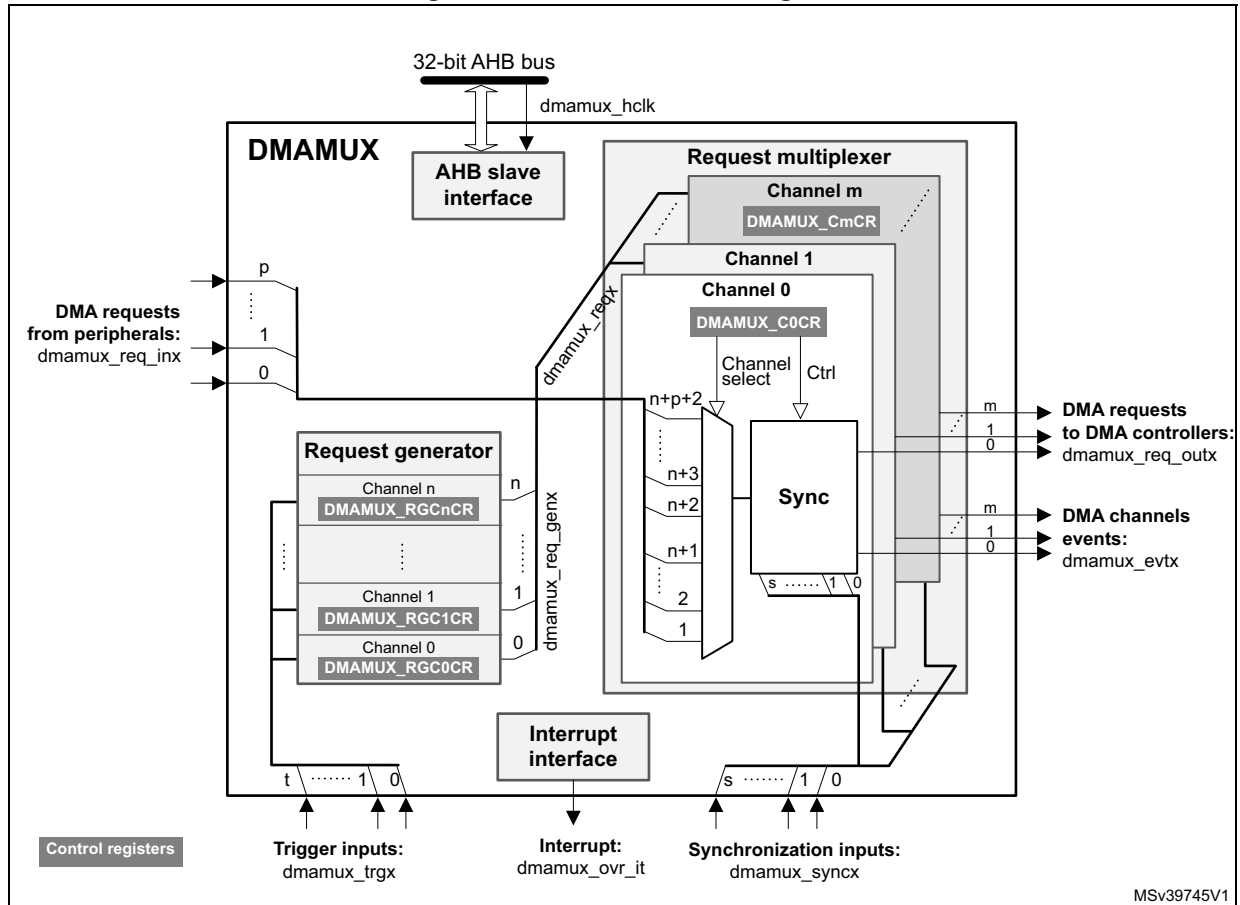 32-bit AHB bus
dmamux_hclk
DMAMUX
AHB slave
interface
Request multiplexer
Channel m
DMAMUX_CmCR
Channel 1
Channel 0
DMAMUX_C0CR
Channel
select
Ctrl
p
1
0
DMA requests
from peripherals:
dmamux_req_inx
dmamux_reqx
n+p+2
n+3
n+2
n+1
2
1
Sync
s ...... 1 0
m
1
0
DMA requests
to DMA controllers:
dmamux_req_outx
m
1
0
DMA channels
events:
dmamux_evtx
Request generator
Channel n
DMAMUX_RGCnCR
Channel 1
DMAMUX_RGC1CR
Channel 0
DMAMUX_RGC0CR
n
1
0
dmamux_req_genx
Interrupt
interface
t ....... 1 0
s ....... 1 0
Control registers
Trigger inputs:
dmamux_trgx
Interrupt:
dmamux_ovr_it
Synchronization inputs:
dmamux_syncx
MSv39745V1